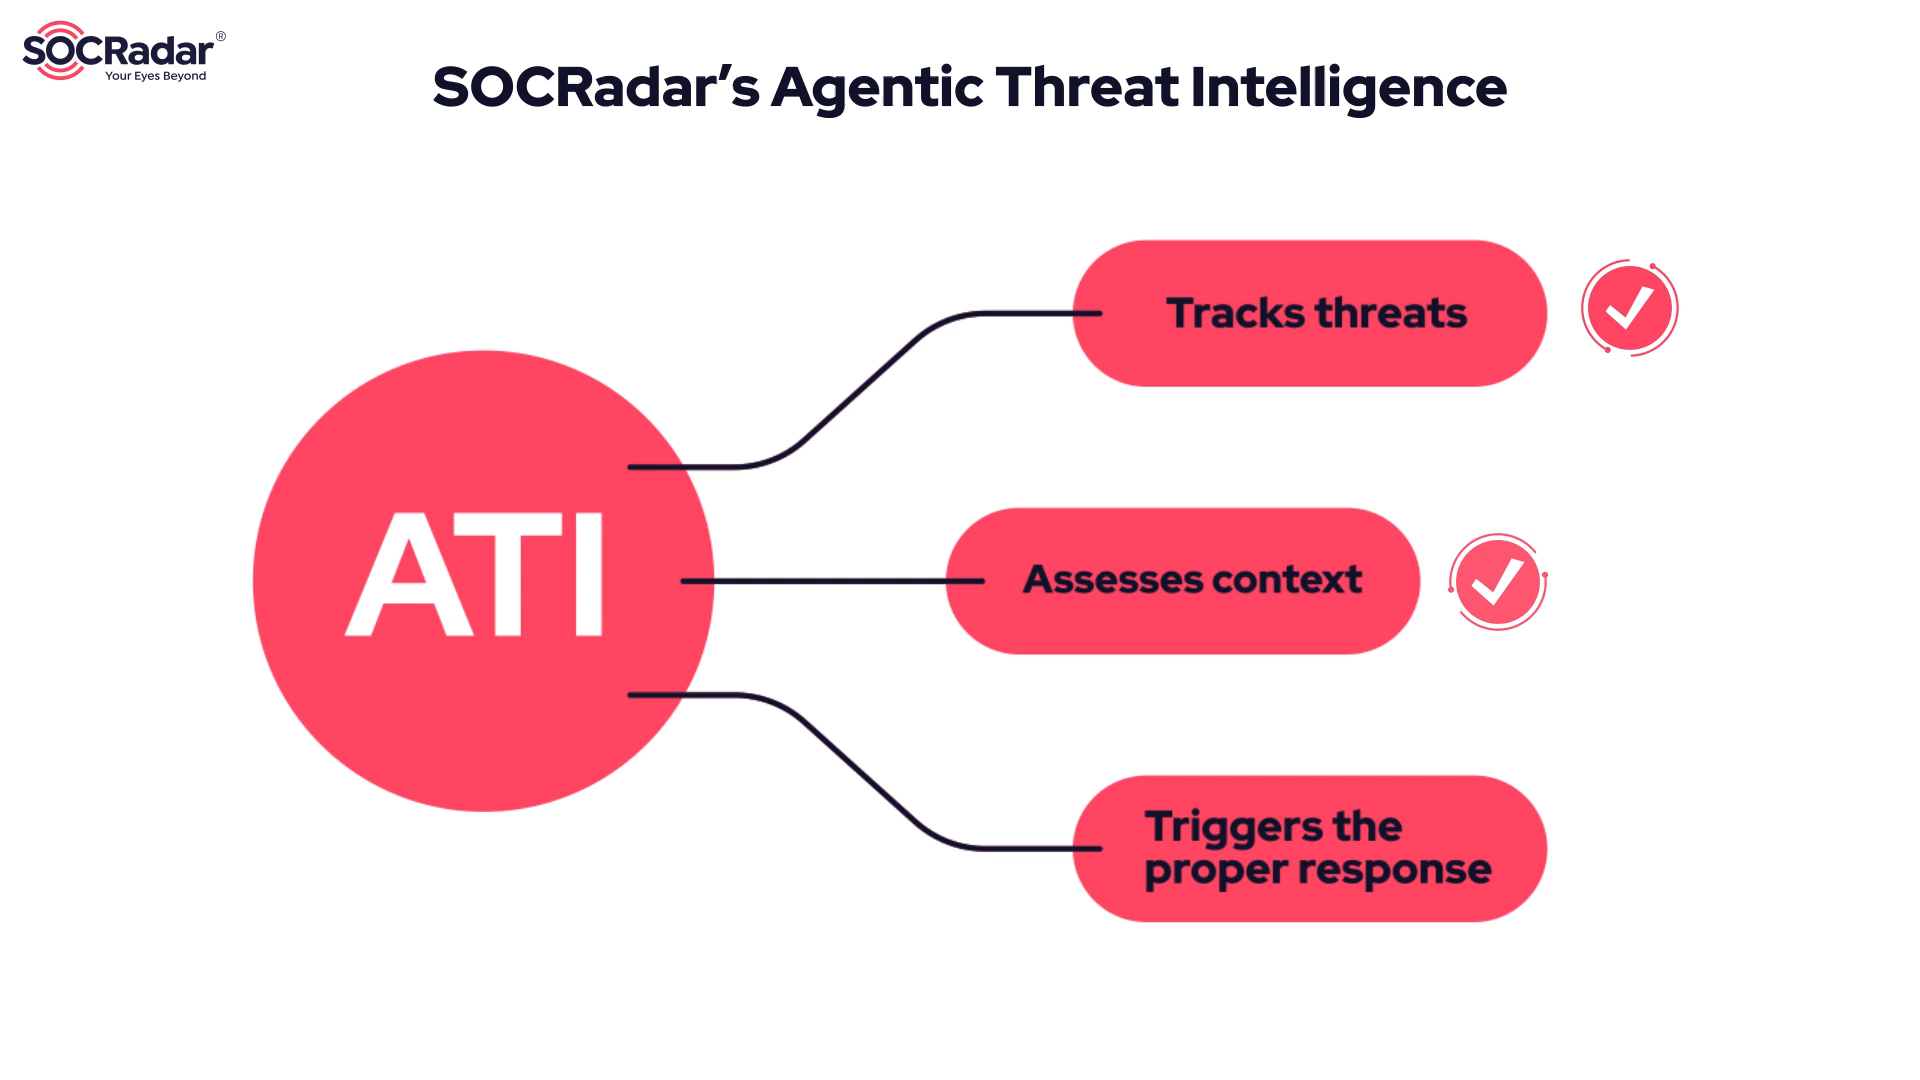 SOCRadar®
Your Eyes Beyond
SOCRadar’s Agentic Threat Intelligence
ATI
Tracks threats
Assesses context
Triggers the
proper response